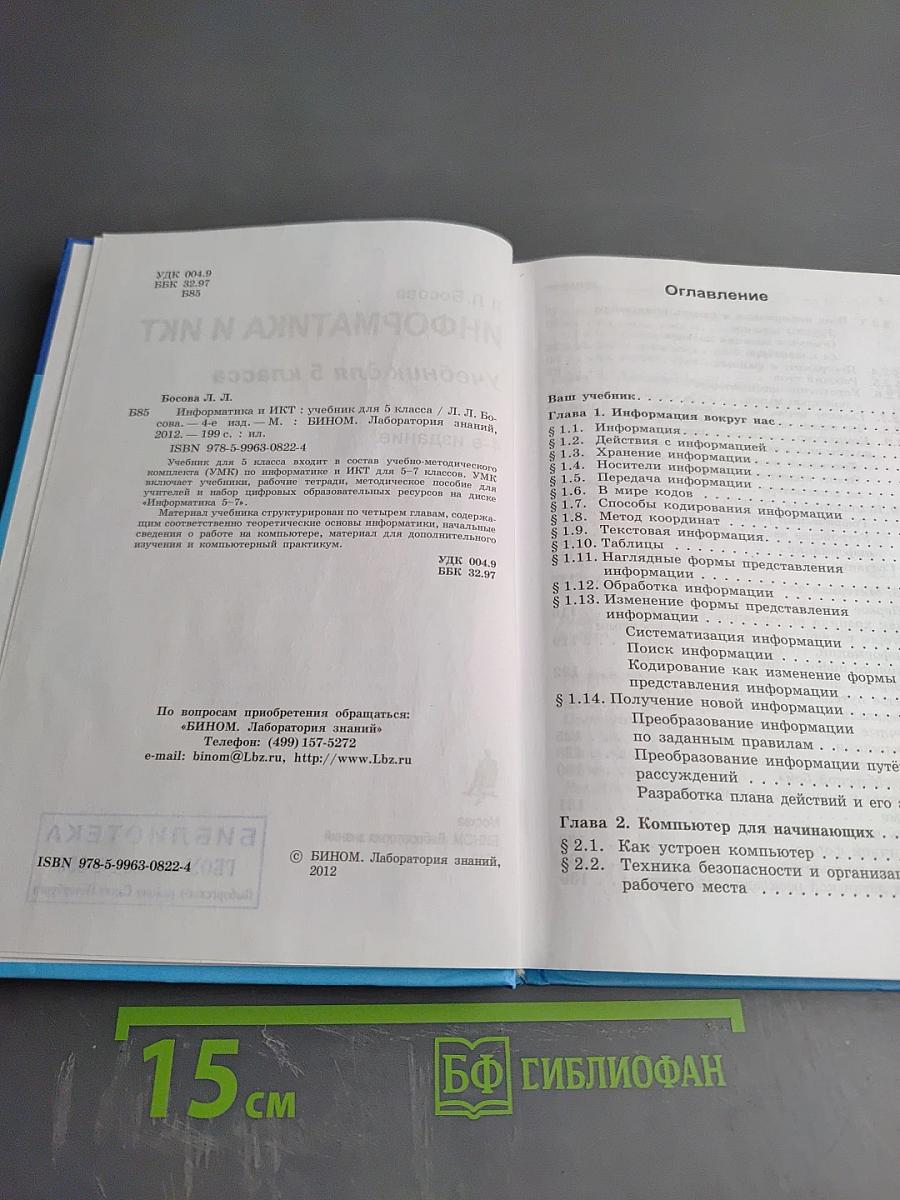 УДК 004.9
ББК 32.97
Б85
Босова Л. Л.
Б85 Информатика и ИКТ : учебник для 5 класса / Л. Л. Бо-
сова. — 4-е изд. — М. : БИНОМ. Лаборатория знаний,
2012. — 199 с. : ил.
ISBN 978-5-9963-0822-4
Учебник для 5 класса входит в состав учебно-методического
комплекта (УМК) по информатике и ИКТ для 5–7 классов. УМК
включает учебники, рабочие тетради, методическое пособие для
учителей и набор цифровых образовательных ресурсов на диске
«Информатика 5–7».
Материал учебника структурирован по четырем главам, содержа-
щим соответственно теоретические основы информатики, начальные
сведения о работе на компьютере, материал для дополнительного
изучения и компьютерный практикум.
УДК 004.9
ББК 32.97
По вопросам приобретения обращаться:
«БИНОМ. Лаборатория знаний»
Телефон: (499) 157-5272
e-mail: binom@Lbz.ru, http://www.Lbz.ru
БИБЛИОТЕКА
ISBN 978-5-9963-0822-4
© БИНОМ. Лаборатория знаний,
2012
Оглавление
Ваш учебник
Глава 1. Информация вокруг нас
§ 1.1. Информация
§ 1.2. Действия с информацией
§ 1.3. Хранение информации
§ 1.4. Носители информации
§ 1.5. Передача информации
§ 1.6. В мире кодов
§ 1.7. Способы кодирования информации
§ 1.8. Метод координат
§ 1.9. Текстовая информация
§ 1.10. Таблицы
§ 1.11. Наглядные формы представления
информации
§ 1.12. Обработка информации
§ 1.13. Изменение формы представления
информации
Систематизация информации
Поиск информации
Кодирование как изменение формы
представления информации
§ 1.14. Получение новой информации
Преобразование информации
по заданным правилам
Преобразование информации путё
рассуждений
Разработка плана действий и его з
Глава 2. Компьютер для начинающих
§ 2.1. Как устроен компьютер
§ 2.2. Техника безопасности и организац
рабочего места
15 см
БФ БИБЛИОФАН